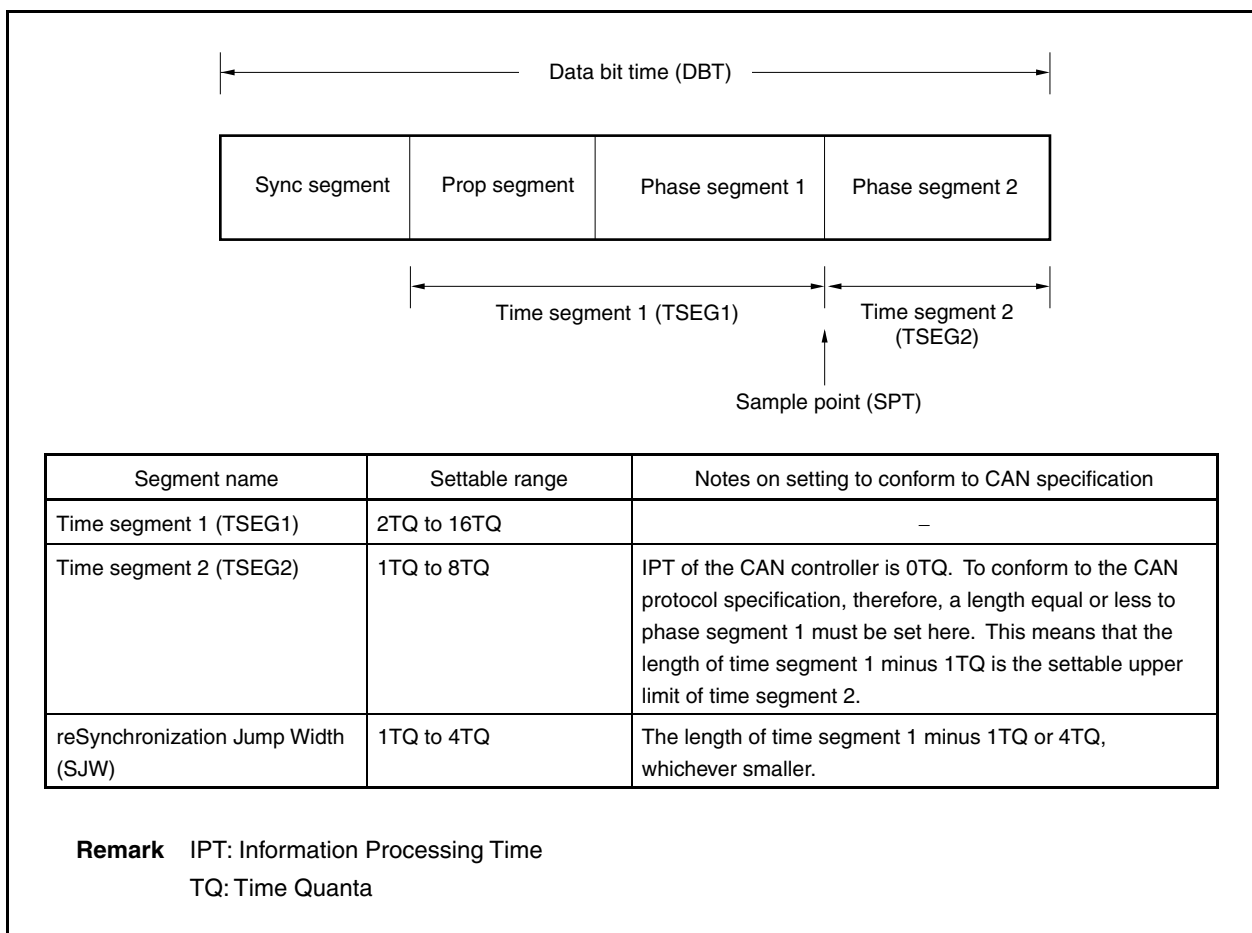 Data bit time (DBT)
Sync segment Prop segment Phase segment 1 Phase segment 2
Time segment 1 (TSEG1)
Time segment 2
(TSEG2)
Sample point (SPT)
Segment name Settable range Notes on setting to conform to CAN specification
Time segment 1 (TSEG1) 2TQ to 16TQ –
Time segment 2 (TSEG2) 1TQ to 8TQ IPT of the CAN controller is 0TQ. To conform to the CAN
protocol specification, therefore, a length equal or less to
phase segment 1 must be set here. This means that the
length of time segment 1 minus 1TQ is the settable upper
limit of time segment 2.
reSynchronization Jump Width 1TQ to 4TQ The length of time segment 1 minus 1TQ or 4TQ,
(SJW) whichever smaller.
Remark IPT: Information Processing Time
TQ: Time Quanta